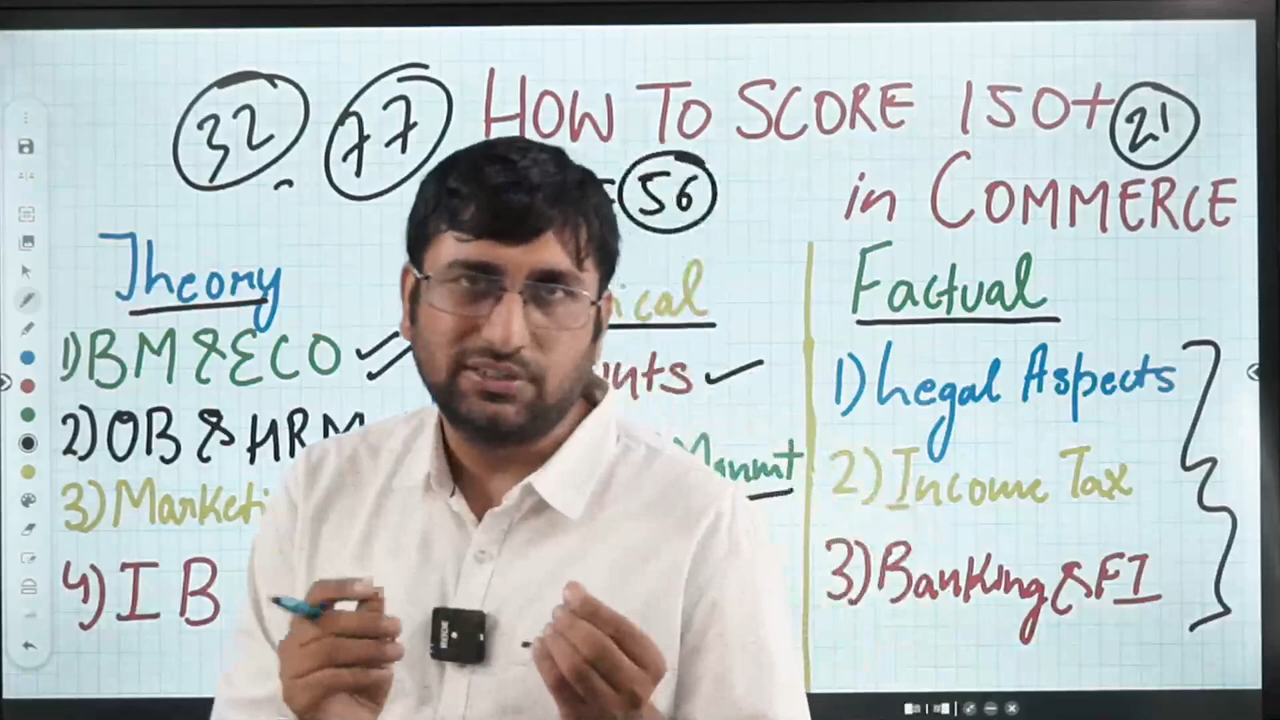 32 77 HOW TO SCORE 150+ 21
= 56 in COMMERCE
Theory
1) BM & ECO
2) OB & HRM
3) Marketi
4) IB
ical
unts
Manmt
Factual
1) Legal Aspects
2) Income Tax
3) Banking & FI